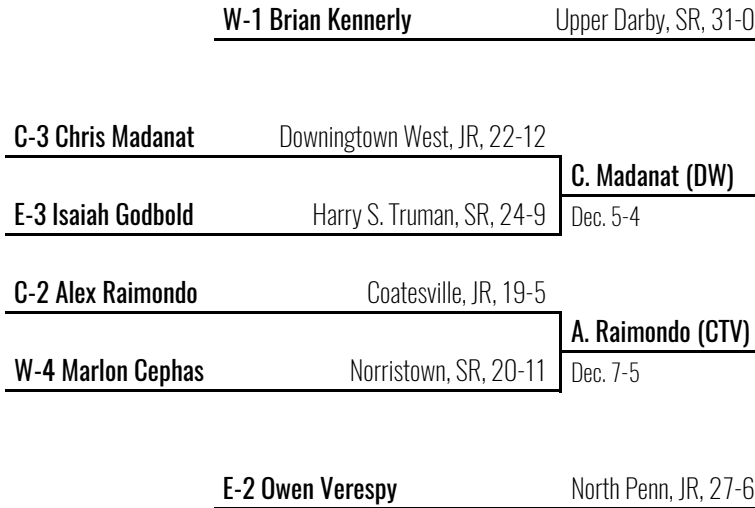 W-1 Brian Kennerly Upper Darby, SR, 31-0
C-3 Chris Madanat Downingtown West, JR, 22-12
C. Madanat (DW)
E-3 Isaiah Godbold Harry S. Truman, SR, 24-9
Dec. 5-4
C-2 Alex Raimondo Coatesville, JR, 19-5
A. Raimondo (CTV)
W-4 Marlon Cephas Norristown, SR, 20-11
Dec. 7-5
E-2 Owen Verespy North Penn, JR, 27-6